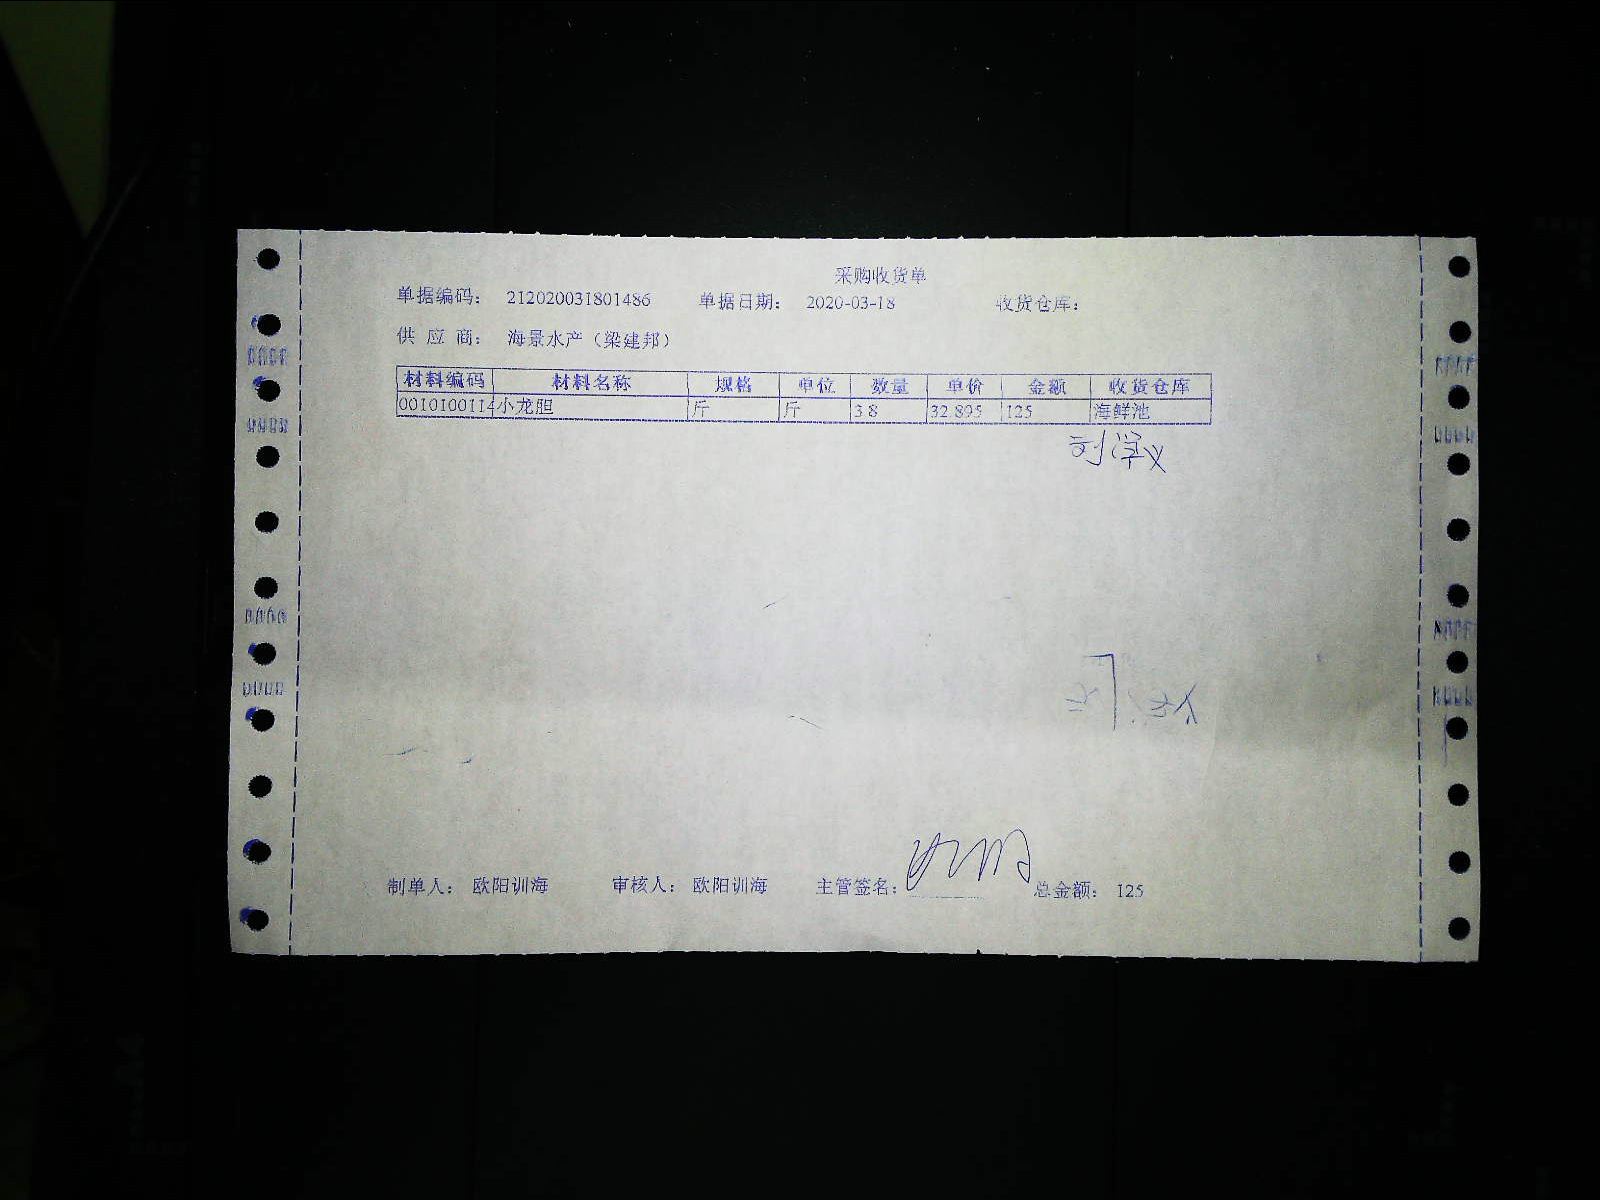 采购收货单
单据编码: 212020031801486 单据日期: 2020-03-18 收货仓库:
供 应 商: 海景水产(梁建邦)
材料编码 材料名称 规格 单位 数量 单价 金额 收货仓库
0010100114 小龙胆 斤 斤 3.8 32.895 125 海鲜池
制单人: 欧阳训海 审核人: 欧阳训海 主管签名: 总金额: 125